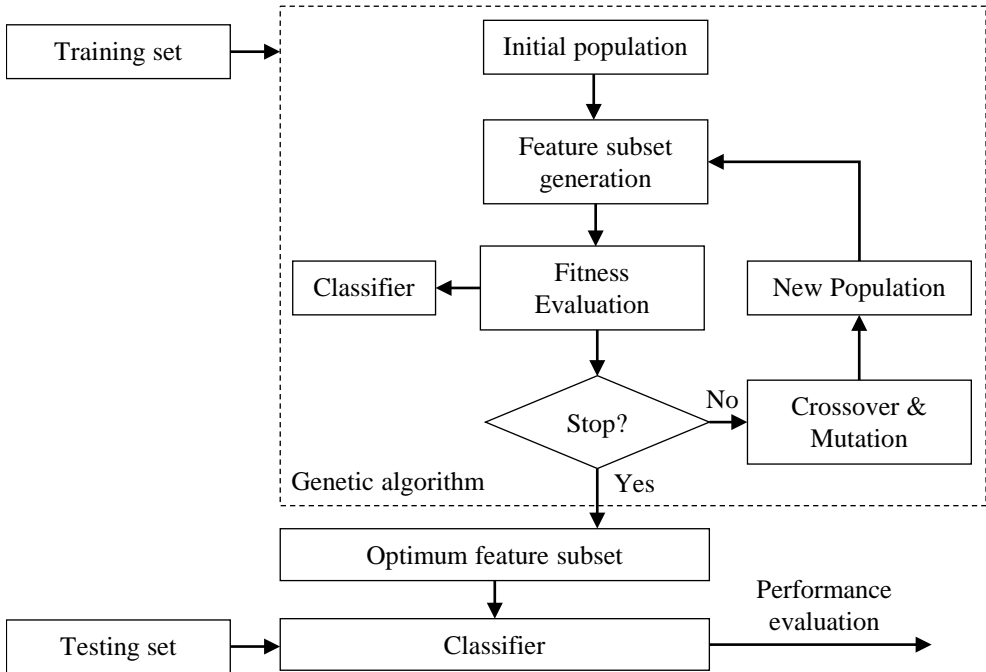 Training set
Initial population
Feature subset
generation
Classifier
Fitness
Evaluation
New Population
Stop?
No
Crossover &
Mutation
Genetic algorithm
Yes
Optimum feature subset
Performance
evaluation
Testing set
Classifier